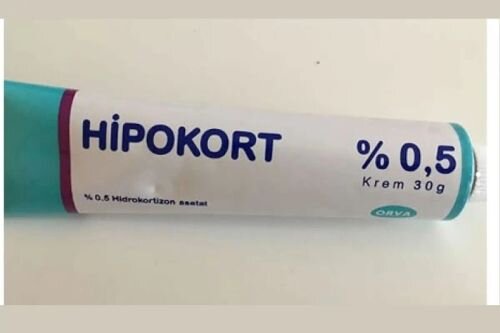 HİPOKORT
% 0,5
Krem 30g
% 0.5 Hidrokortizon asetat
ORVA